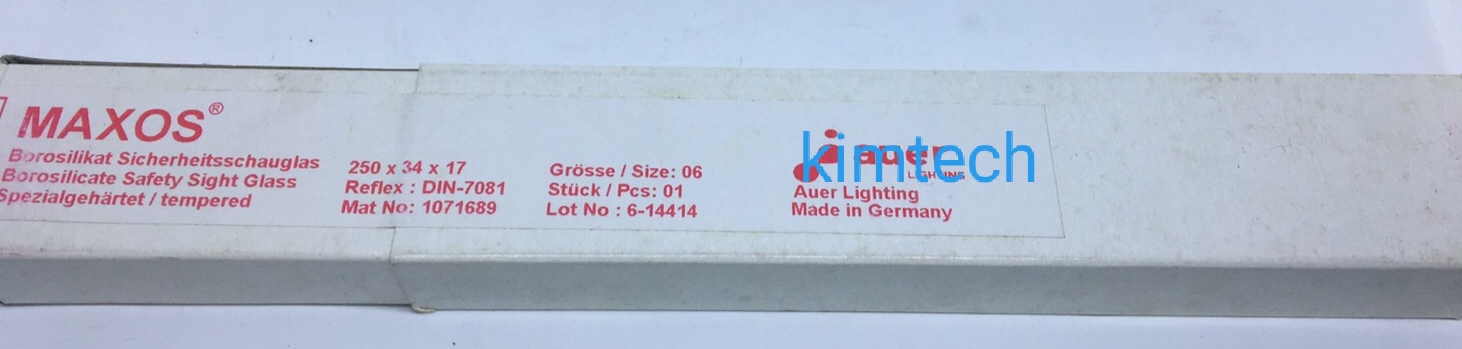 MAXOS®
Borosilikat Sicherheitsschauglas
Borosilicate Safety Sight Glass
Spezialgehärtet / tempered
250 x 34 x 17
Reflex : DIN-7081
Mat No: 1071689
Grösse / Size: 06
Stück / Pcs: 01
Lot No : 6-14414
kimtech
auer
LIGHTING
Auer Lighting
Made in Germany